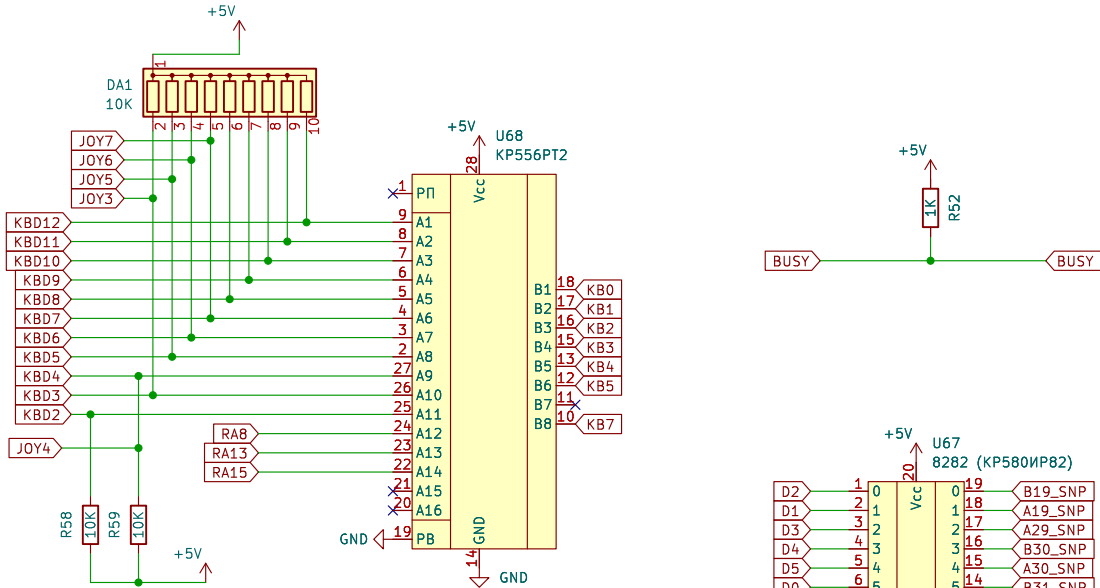 +5V
DA1
10K
1
2 3 4 5 6 7 8 9 10
JOY7
JOY6
JOY5
JOY3
KBD12
KBD11
KBD10
KBD9
KBD8
KBD7
KBD6
KBD5
KBD4
KBD3
KBD2
JOY4
RA8
RA13
RA15
R58
10K
R59
10K
+5V
+5V
U68
КР556РТ2
28
Vcc
1 РП
9 A1
8 A2
7 A3
6 A4
5 A5
4 A6
3 A7
2 A8
27 A9
26 A10
25 A11
24 A12
23 A13
22 A14
21 A15
20 A16
GND 19 РВ
B1 18 KB0
B2 17 KB1
B3 16 KB2
B4 15 KB3
B5 13 KB4
B6 12 KB5
B7 11
B8 10 KB7
GND
14
GND
+5V
1K
R52
BUSY
BUSY
+5V
U67
8282 (КР580ИР82)
20
Vcc
D2 1 0 0 19 B19_SNP
D1 2 1 1 18 A19_SNP
D3 3 2 2 17 A29_SNP
D4 4 3 3 16 B30_SNP
D5 5 4 4 15 A30_SNP
D0 6 5 5 14 B31_SNP